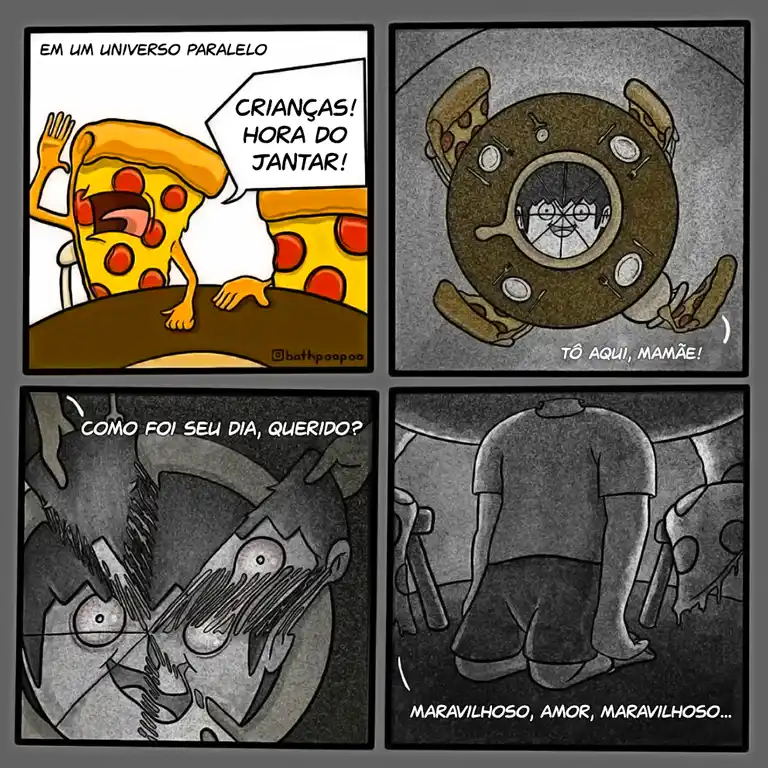 EM UM UNIVERSO PARALELO
CRIANÇAS!
HORA DO
JANTAR!
@bathpoopoo
TÔ AQUI, MAMÃE!
COMO FOI SEU DIA, QUERIDO?
MARAVILHOSO, AMOR, MARAVILHOSO...